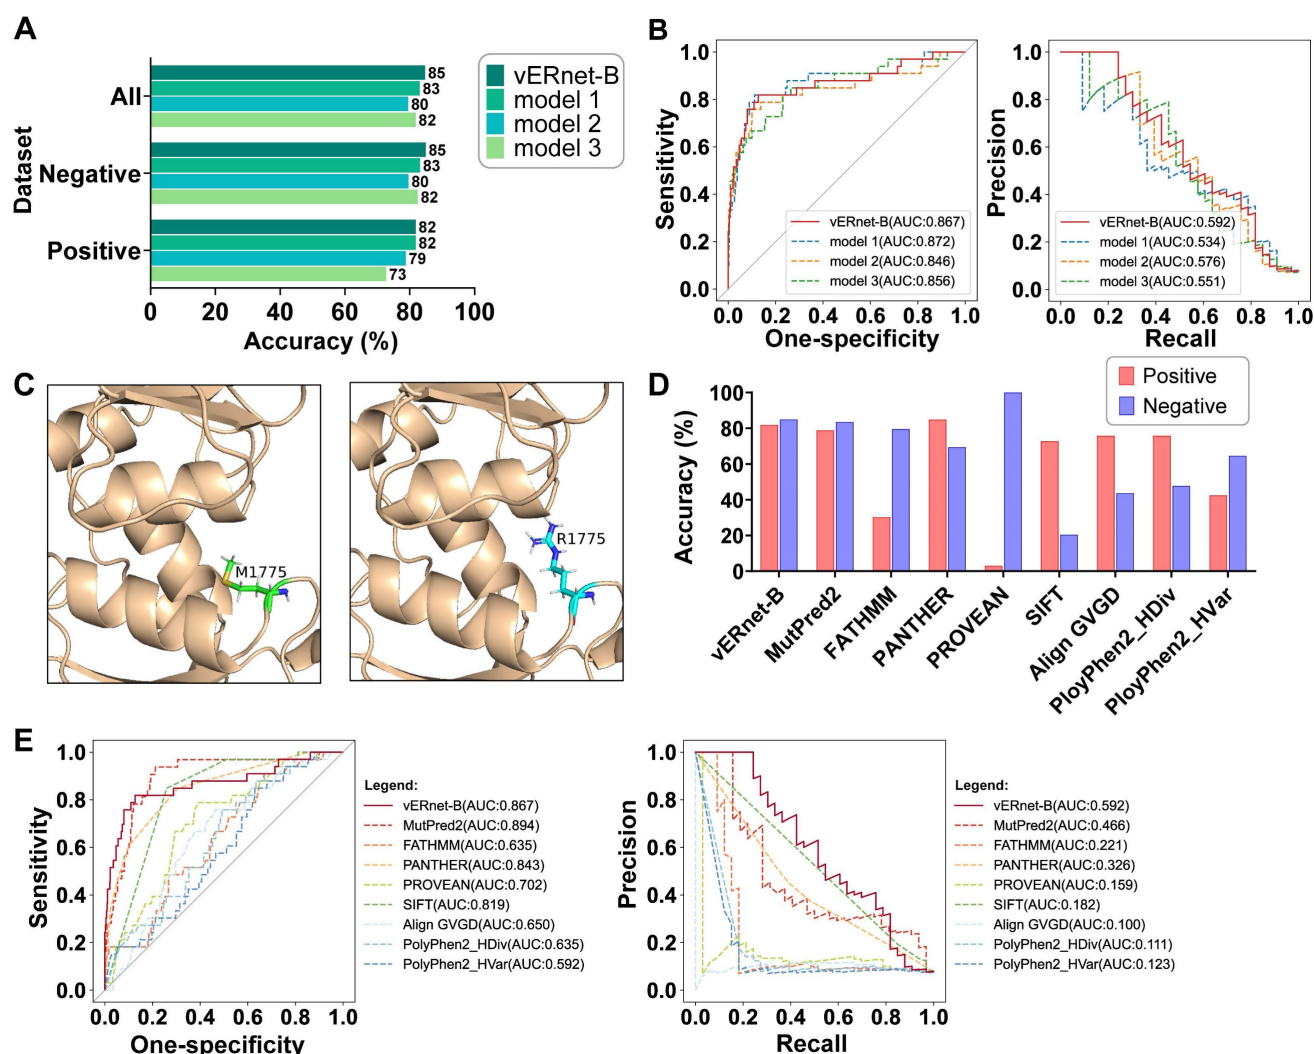 A
Dataset
All
Negative
Positive
85
83
80
82
85
83
80
82
82
82
79
73
0 20 40 60 80 100
Accuracy (%)
vERnet-B
model 1
model 2
model 3
B
Sensitivity
1.0
0.8
0.6
0.4
0.2
0.0
0.0 0.2 0.4 0.6 0.8 1.0
One-specificity
vERnet-B(AUC:0.867)
model 1(AUC:0.872)
model 2(AUC:0.846)
model 3(AUC:0.856)
Precision
1.0
0.8
0.6
0.4
0.2
0.0
0.0 0.2 0.4 0.6 0.8 1.0
Recall
vERnet-B(AUC:0.592)
model 1(AUC:0.534)
model 2(AUC:0.576)
model 3(AUC:0.551)
C
M1775
R1775
D
Accuracy (%)
100
80
60
40
20
0
Positive
Negative
vERnet-B
MutPred2
FATHMM
PANTHER
PROVEAN
SIFT
Align GVGD
PloyPhen2_HDiv
PloyPhen2_HVar
E
Sensitivity
1.0
0.8
0.6
0.4
0.2
0.0
0.0 0.2 0.4 0.6 0.8 1.0
One-specificity
Legend:
vERnet-B(AUC:0.867)
MutPred2(AUC:0.894)
FATHMM(AUC:0.635)
PANTHER(AUC:0.843)
PROVEAN(AUC:0.702)
SIFT(AUC:0.819)
Align GVGD(AUC:0.650)
PolyPhen2_HDiv(AUC:0.635)
PolyPhen2_HVar(AUC:0.592)
Precision
1.0
0.8
0.6
0.4
0.2
0.0
0.0 0.2 0.4 0.6 0.8 1.0
Recall
Legend:
vERnet-B(AUC:0.592)
MutPred2(AUC:0.466)
FATHMM(AUC:0.221)
PANTHER(AUC:0.326)
PROVEAN(AUC:0.159)
SIFT(AUC:0.182)
Align GVGD(AUC:0.100)
PolyPhen2_HDiv(AUC:0.111)
PolyPhen2_HVar(AUC:0.123)